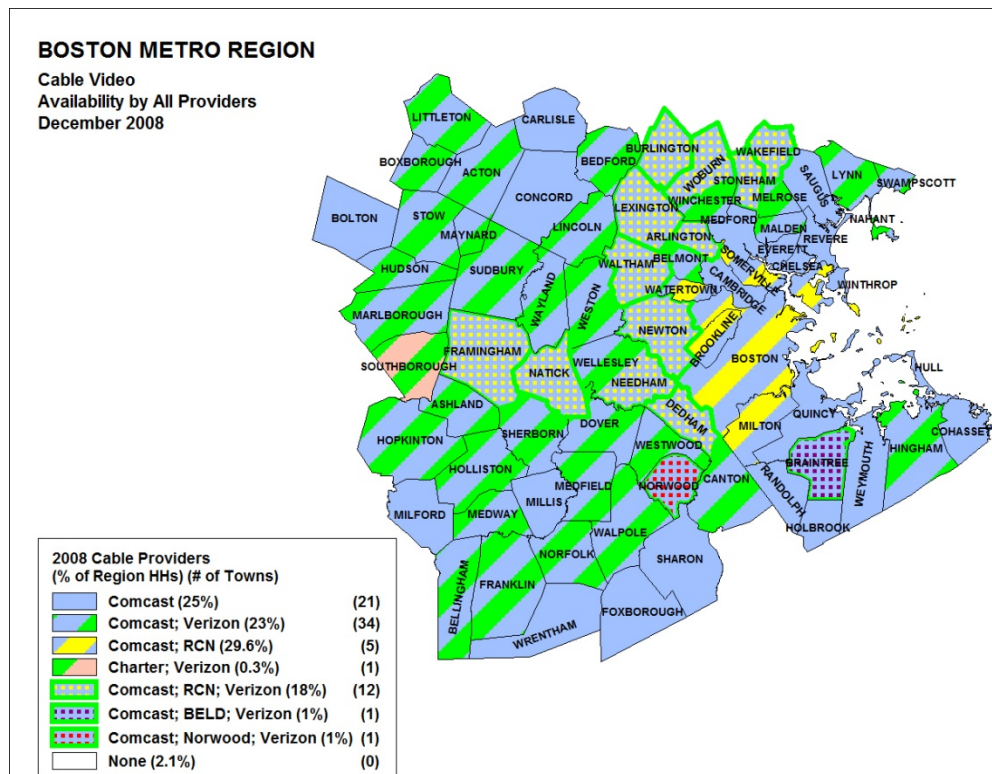 BOSTON METRO REGION
Cable Video
Availability by All Providers
December 2008
LITTLETON
CARLISLE
BOXBOROUGH
ACTON
BEDFORD
BURLINGTON
WOBURN
WAKEFIELD
STONEHAM
SAUGUS
LYNN
SWAMPSCOTT
BOLTON
STOW
CONCORD
LEXINGTON
WINCHESTER
MELROSE
NAHANT
MAYNARD
LINCOLN
MEDFORD
MALDEN
REVERE
ARLINGTON
EVERETT
HUDSON
SUDBURY
WALTHAM
BELMONT
SOMERVILLE
CHELSEA
WINTHROP
WAYLAND
WESTON
WATERTOWN
CAMBRIDGE
MARLBOROUGH
NEWTON
BROOKLINE
BOSTON
FRAMINGHAM
SOUTHBOROUGH
NATICK
WELLESLEY
NEEDHAM
HULL
ASHLAND
DEDHAM
MILTON
QUINCY
HOPKINTON
SHERBORN
DOVER
WESTWOOD
HINGHAM
COHASSET
HOLLISTON
MEDFIELD
NORWOOD
CANTON
RANDOLPH
BRAINTREE
WEYMOUTH
MILFORD
MEDWAY
MILLIS
HOLBROOK
WALPOLE
NORFOLK
SHARON
BELLINGHAM
FRANKLIN
FOXBOROUGH
WRENTHAM
2008 Cable Providers
(% of Region HHs) (# of Towns)
Comcast (25%) (21)
Comcast; Verizon (23%) (34)
Comcast; RCN (29.6%) (5)
Charter; Verizon (0.3%) (1)
Comcast; RCN; Verizon (18%) (12)
Comcast; BELD; Verizon (1%) (1)
Comcast; Norwood; Verizon (1%) (1)
None (2.1%) (0)